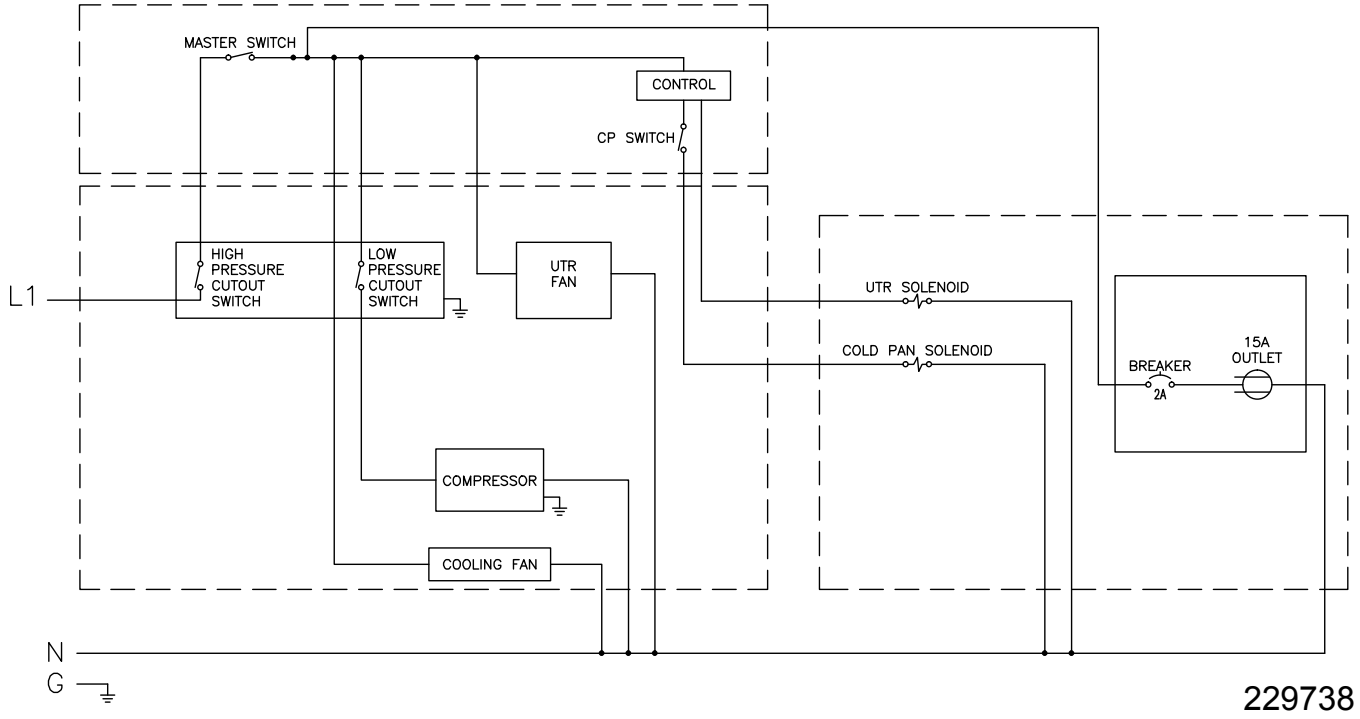 MASTER SWITCH
CONTROL
CP SWITCH
HIGH
PRESSURE
CUTOUT
SWITCH
LOW
PRESSURE
CUTOUT
SWITCH
UTR
FAN
L1
UTR SOLENOID
COLD PAN SOLENOID
15A
OUTLET
BREAKER
2A
COMPRESSOR
COOLING FAN
N
G
229738